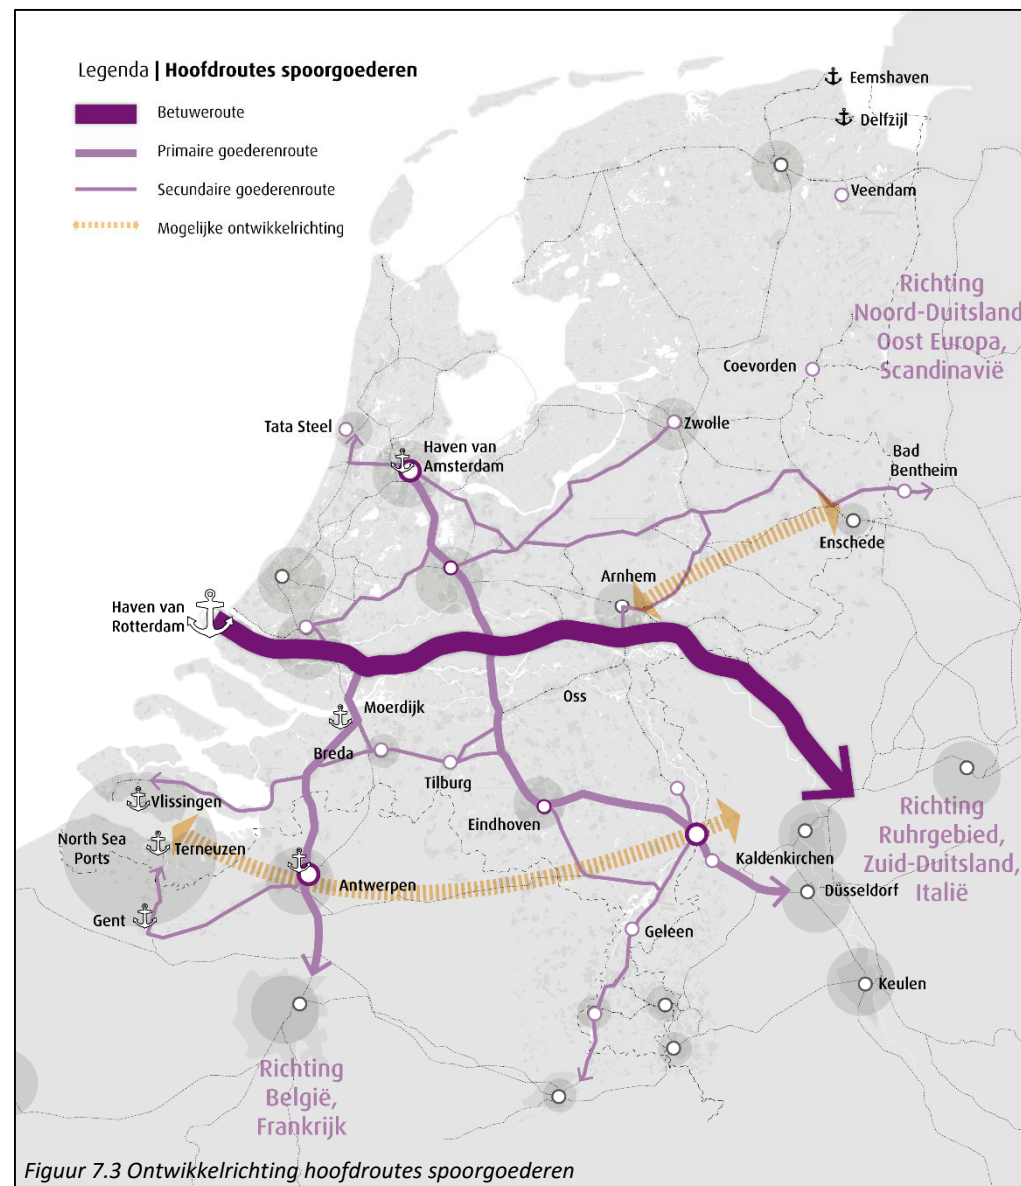 Legenda | Hoofdroutes spoorgoederen
Betuweroute
Primaire goederenroute
Secundaire goederenroute
Mogelijke ontwikkelrichting
Eemshaven
Delfzijl
Veendam
Richting
Noord-Duitsland
Oost Europa,
Scandinavië
Coevorden
Tata Steel
Haven van
Amsterdam
Zwolle
Bad
Bentheim
Enschede
Arnhem
Haven van
Rotterdam
Oss
Moerdijk
Breda
Tilburg
Vlissingen
Eindhoven
North Sea
Ports
Terneuzen
Kaldenkirchen
Richting
Ruhrgebied,
Zuid-Duitsland,
Italië
Antwerpen
Düsseldorf
Gent
Geleen
Keulen
Richting
België,
Frankrijk
Figuur 7.3 Ontwikkelrichting hoofdroutes spoorgoederen